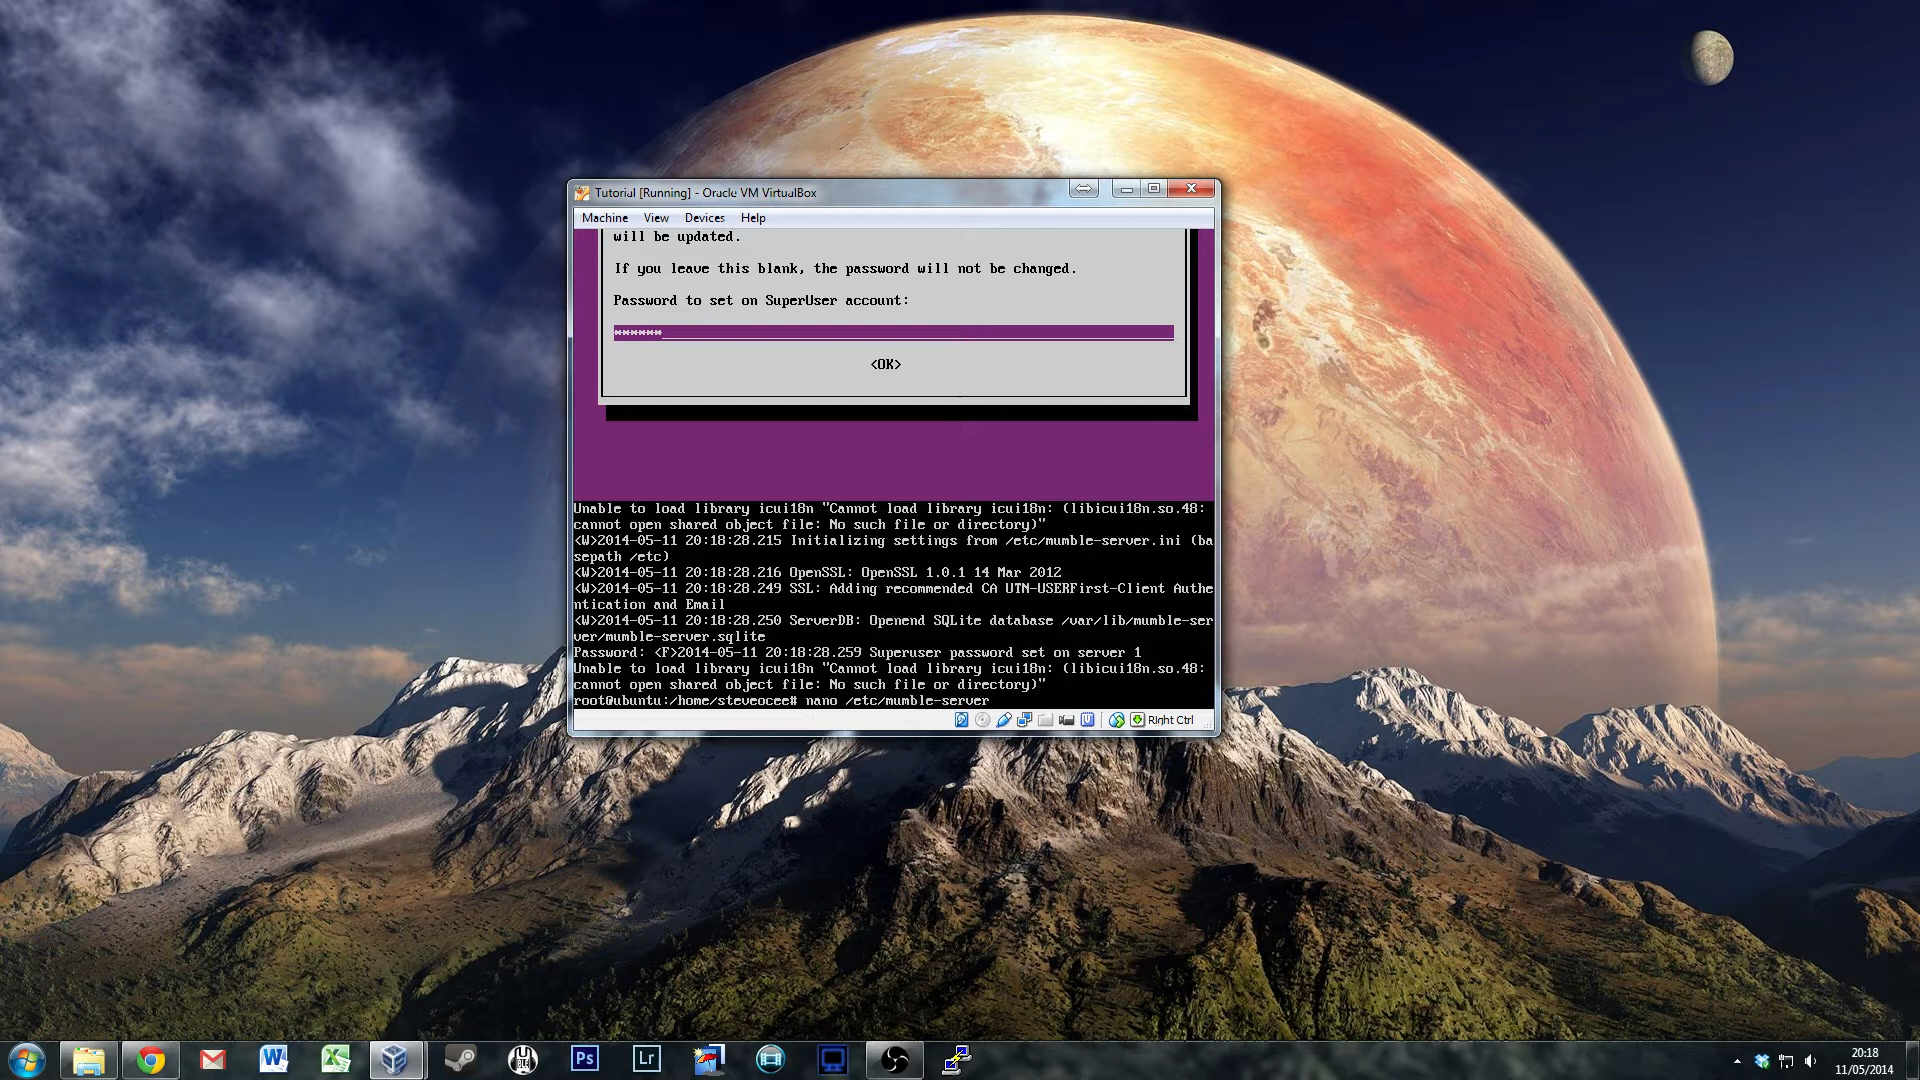 Tutorial [Running] - Oracle VM VirtualBox
Machine View Devices Help
will be updated.
If you leave this blank, the password will not be changed.
Password to set on SuperUser account:
******
<OK>
Unable to load library icui18n "Cannot load library icui18n: (libicui18n.so.48:
cannot open shared object file: No such file or directory)"
<W>2014-05-11 20:18:28.215 Initializing settings from /etc/mumble-server.ini (ba
sepath /etc)
<W>2014-05-11 20:18:28.216 OpenSSL: OpenSSL 1.0.1 14 Mar 2012
<W>2014-05-11 20:18:28.249 SSL: Adding recommended CA UTN-USERFirst-Client Authe
ntication and Email
<W>2014-05-11 20:18:28.250 ServerDB: Openend SQLite database /var/lib/mumble-ser
ver/mumble-server.sqlite
Password: <F>2014-05-11 20:18:28.259 Superuser password set on server 1
Unable to load library icui18n "Cannot load library icui18n: (libicui18n.so.48:
cannot open shared object file: No such file or directory)"
root@ubuntu:/home/steveocee# nano /etc/mumble-server
Right Ctrl
Ps
Lr
20:18
11/05/2014